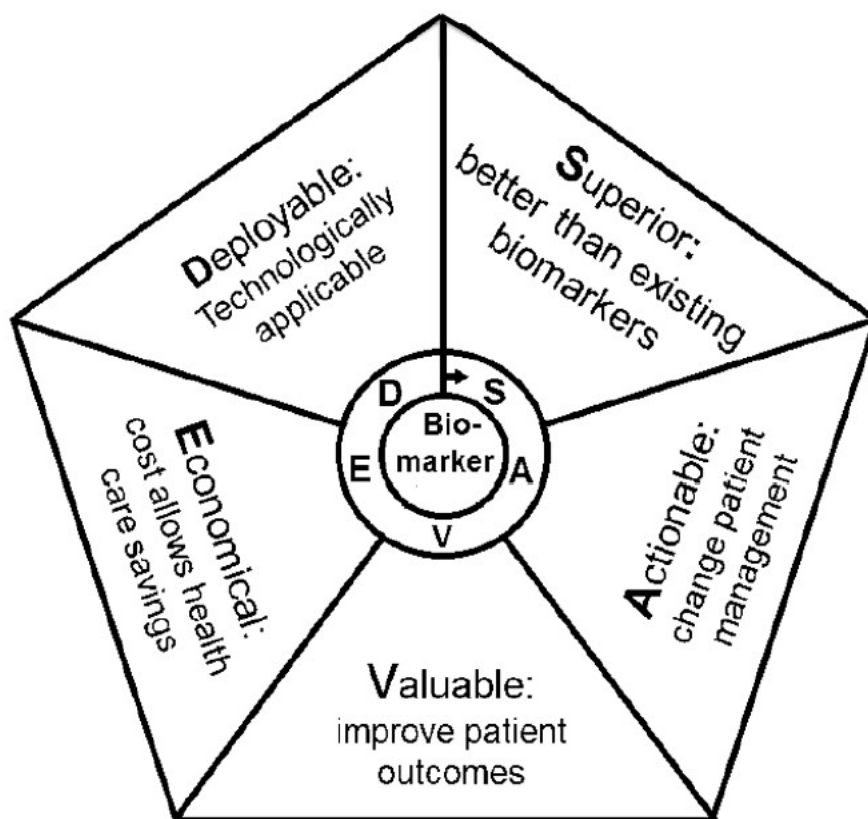 Superior:
better than existing
biomarkers
Actionable:
change patient
management
Valuable:
improve patient
outcomes
Economical:
cost allows health
care savings
Deployable:
Technologically
applicable
S
A
V
E
D
Bio-
marker